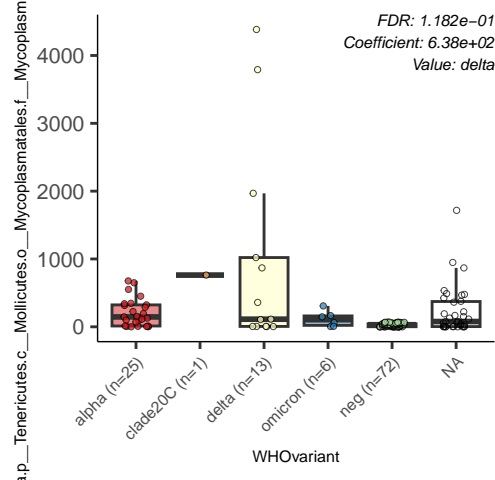 FDR: 1.182e−01
Coefficient: 6.38e+02
Value: delta
a.p__Tenericutes.c__Mollicutes.o__Mycoplasmatales.f__Mycoplasm
4000
3000
2000
1000
0
alpha (n=25)
clade20C (n=1)
delta (n=13)
omicron (n=6)
neg (n=72)
NA
WHOvariant